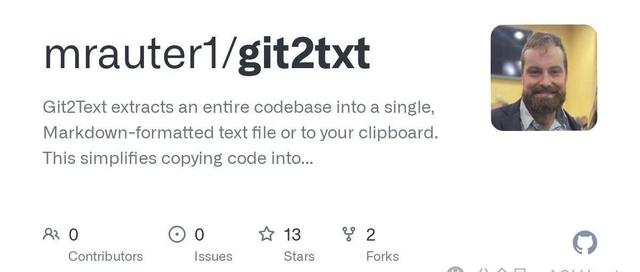 mrauter1/git2txt
Git2Text extracts an entire codebase into a single,
Markdown-formatted text file or to your clipboard.
This simplifies copying code into...
0 0 13 2
Contributors Issues Stars Forks